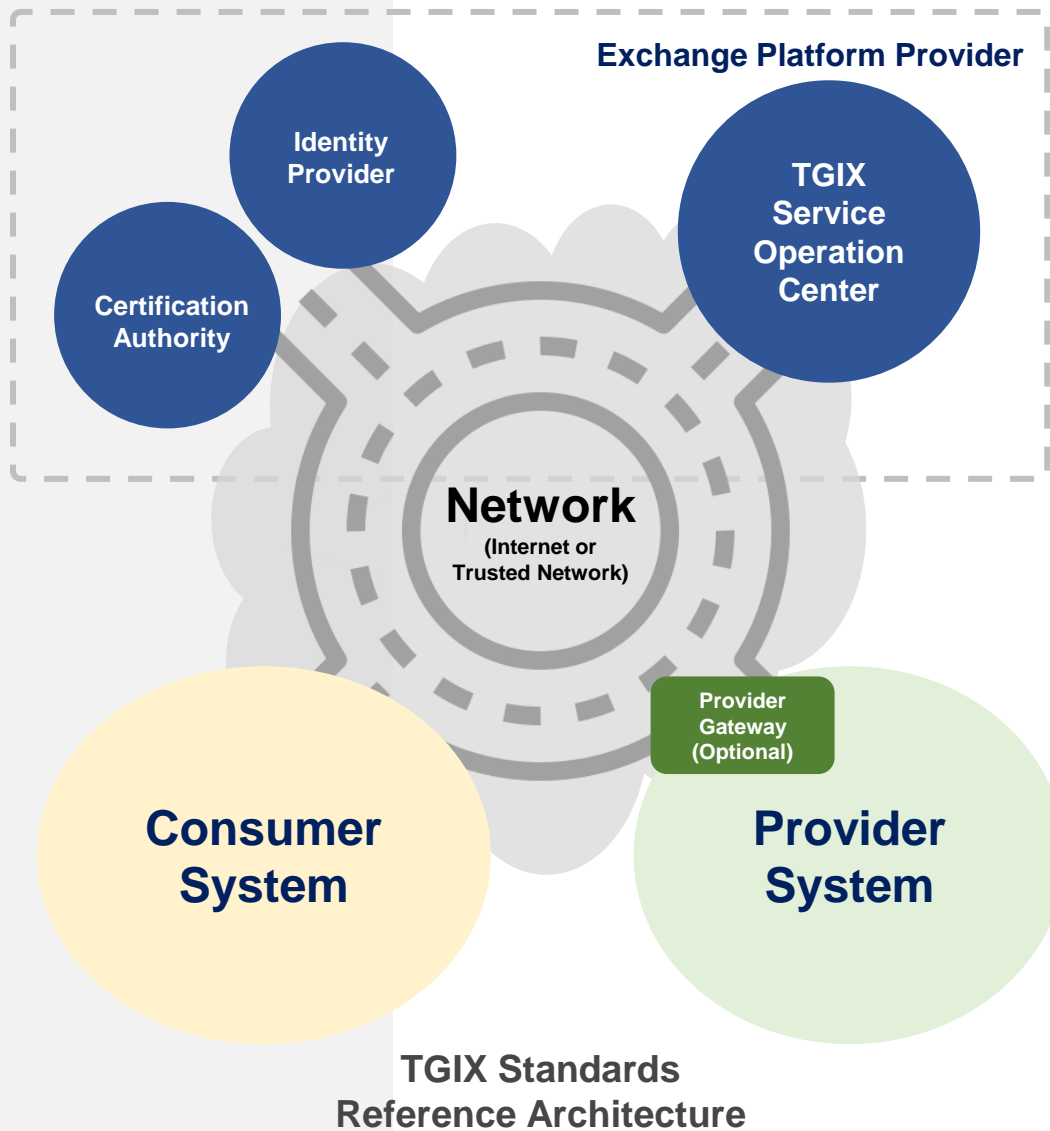 Exchange Platform Provider
Identity
Provider
TGIX
Service
Operation
Center
Certification
Authority
Network
(Internet or
Trusted Network)
Provider
Gateway
(Optional)
Consumer
System
Provider
System
TGIX Standards
Reference Architecture